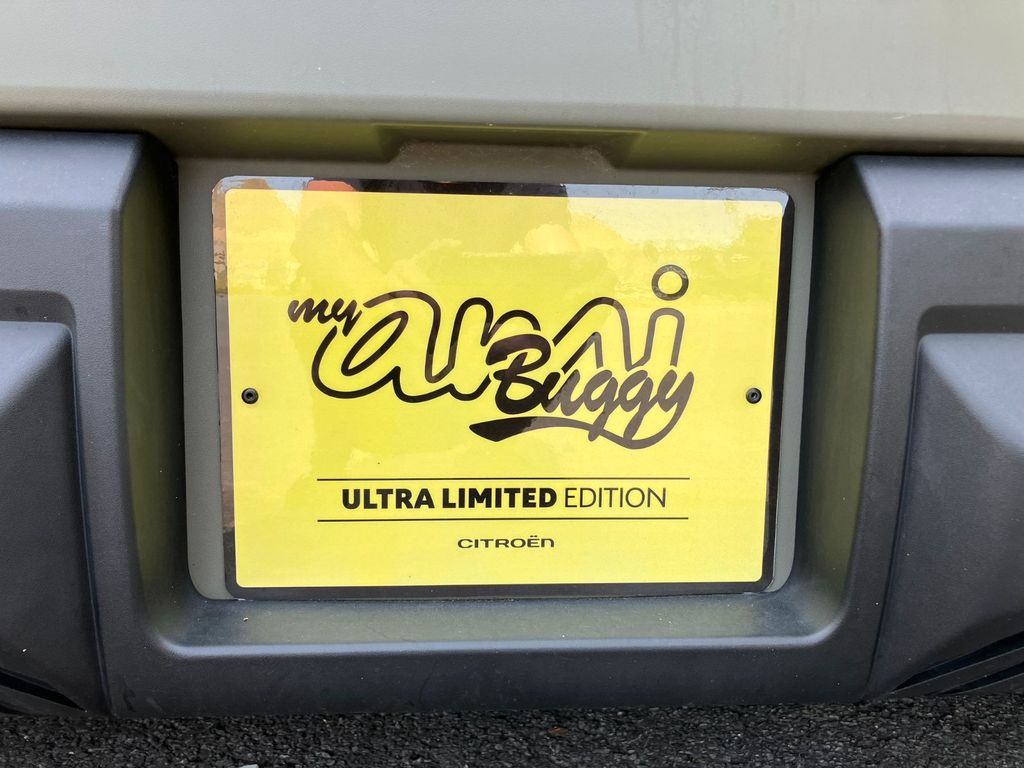 my ami
Buggy
ULTRA LIMITED EDITION
CITROËN